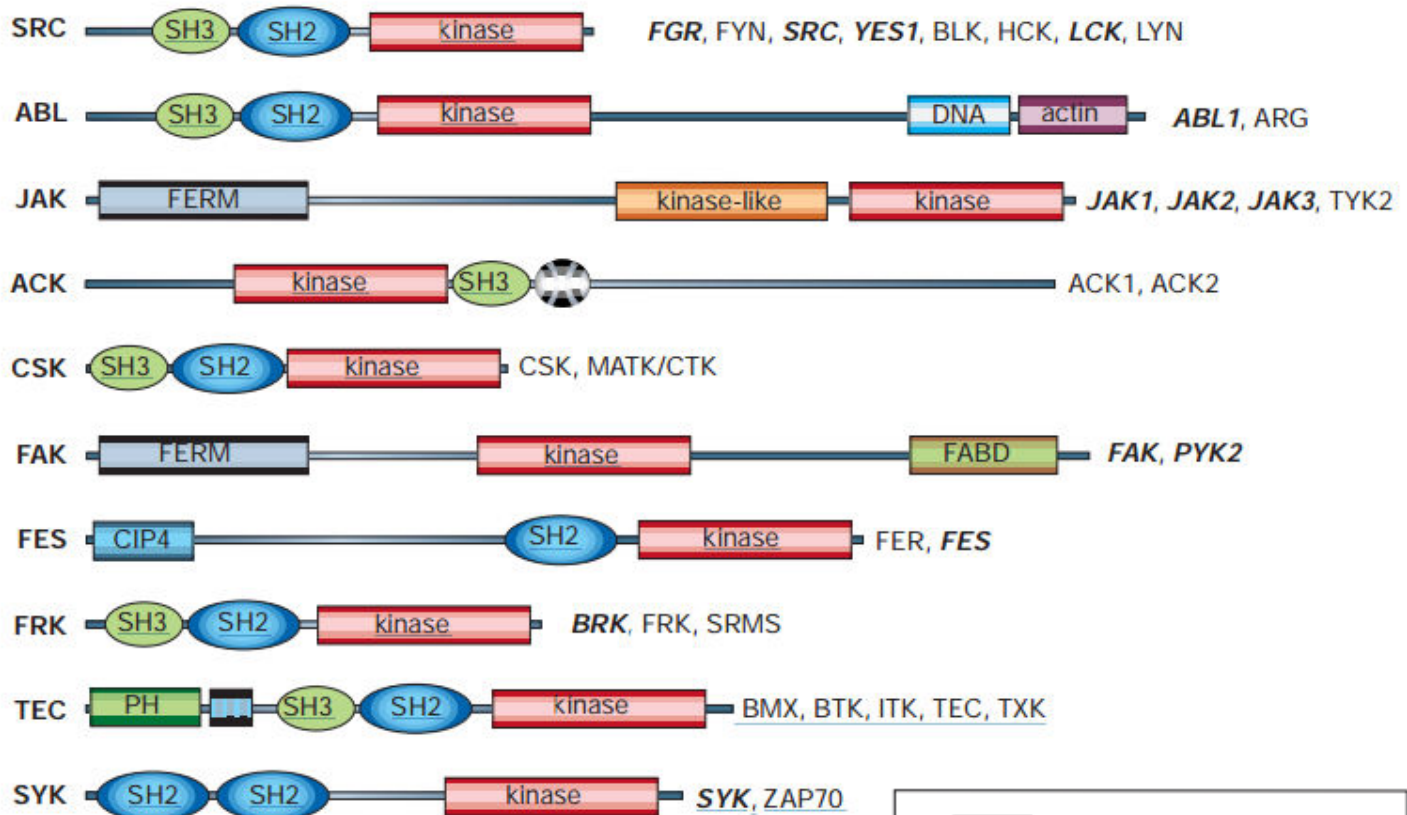 SRC SH3 SH2 kinase FGR, FYN, SRC, YES1, BLK, HCK, LCK, LYN
ABL SH3 SH2 kinase DNA actin ABL1, ARG
JAK FERM kinase-like kinase JAK1, JAK2, JAK3, TYK2
ACK kinase SH3 ACK1, ACK2
CSK SH3 SH2 kinase CSK, MATK/CTK
FAK FERM kinase FABD FAK, PYK2
FES CIP4 SH2 kinase FER, FES
FRK SH3 SH2 kinase BRK, FRK, SRMS
TEC PH SH3 SH2 kinase BMX, BTK, ITK, TEC, TXK
SYK SH2 SH2 kinase SYK, ZAP70